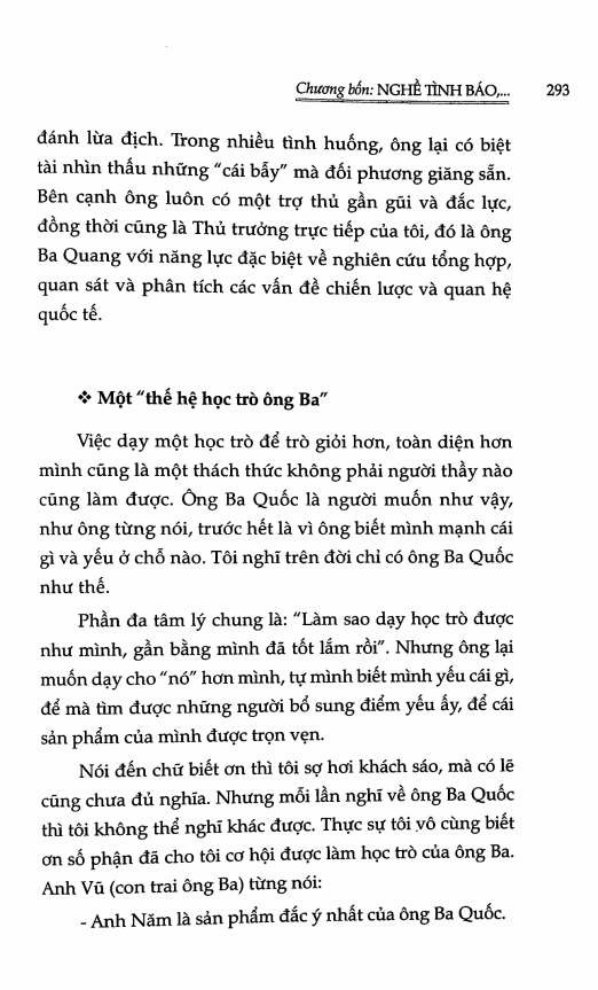 Chương bốn: NGHỀ TÌNH BÁO,... 293
đánh lừa địch. Trong nhiều tình huống, ông lại có biệt
tài nhìn thấu những “cái bẫy” mà đối phương giăng sẵn.
Bên cạnh ông luôn có một trợ thủ gần gũi và đắc lực,
đồng thời cũng là Thủ trưởng trực tiếp của tôi, đó là ông
Ba Quang với năng lực đặc biệt về nghiên cứu tổng hợp,
quan sát và phân tích các vấn đề chiến lược và quan hệ
quốc tế.
❖ Một “thế hệ học trò ông Ba”
Việc dạy một học trò để trò giỏi hơn, toàn diện hơn
mình cũng là một thách thức không phải người thầy nào
cũng làm được. Ông Ba Quốc là người muốn như vậy,
như ông từng nói, trước hết là vì ông biết mình mạnh cái
gì và yếu ở chỗ nào. Tôi nghĩ trên đời chỉ có ông Ba Quốc
như thế.
Phần đa tâm lý chung là: “Làm sao dạy học trò được
như mình, gần bằng mình đã tốt lắm rồi”. Nhưng ông lại
muốn dạy cho “nó” hơn mình, tự mình biết mình yếu cái gì,
để mà tìm được những người bổ sung điểm yếu ấy, để cái
sản phẩm của mình được trọn vẹn.
Nói đến chữ biết ơn thì tôi sợ hơi khách sáo, mà có lẽ
cũng chưa đủ nghĩa. Nhưng mỗi lần nghĩ về ông Ba Quốc
thì tôi không thể nghĩ khác được. Thực sự tôi vô cùng biết
ơn số phận đã cho tôi cơ hội được làm học trò của ông Ba.
Anh Vũ (con trai ông Ba) từng nói:
- Anh Năm là sản phẩm đắc ý nhất của ông Ba Quốc.